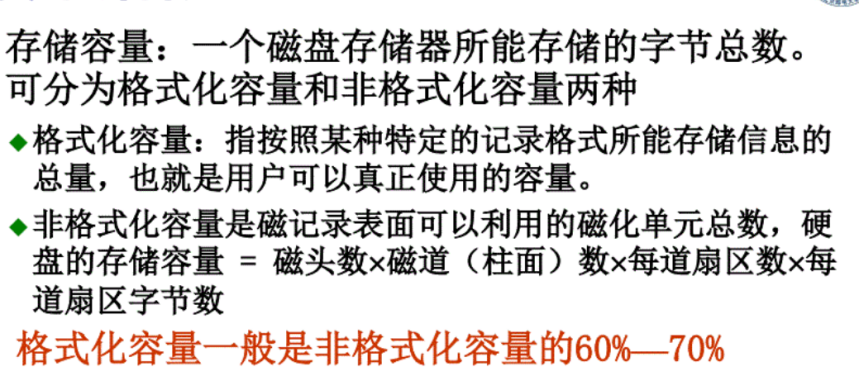 存储容量：一个磁盘存储器所能存储的字节总数。
可分为格式化容量和非格式化容量两种
◆格式化容量：指按照某种特定的记录格式所能存储信息的
总量，也就是用户可以真正使用的容量。
◆非格式化容量是磁记录表面可以利用的磁化单元总数，硬
盘的存储容量 = 磁头数×磁道（柱面）数×每道扇区数×每
道扇区字节数
格式化容量一般是非格式化容量的60%—70%